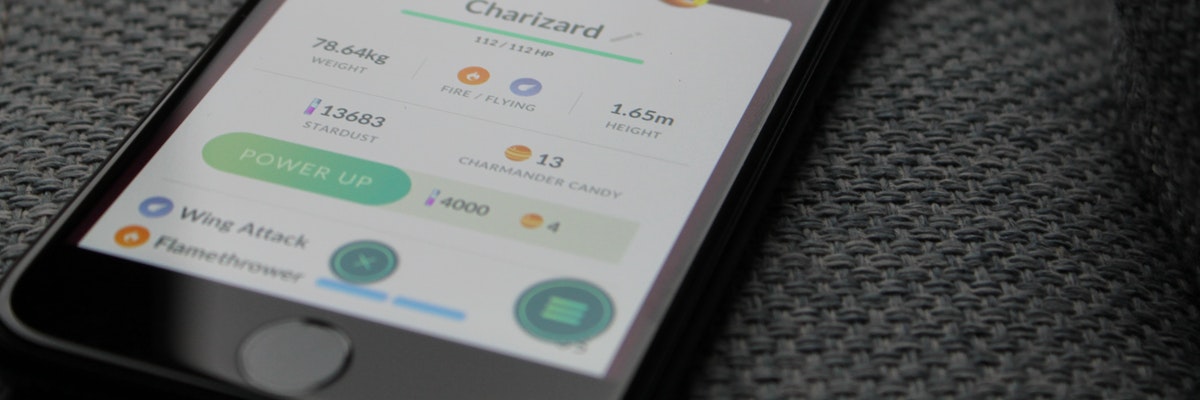 Charizard
112 / 112 HP
78.64kg
WEIGHT
FIRE / FLYING
1.65m
HEIGHT
13683
STARDUST
13
CHARMANDER CANDY
POWER UP
4000
4
Wing Attack
Flamethrower